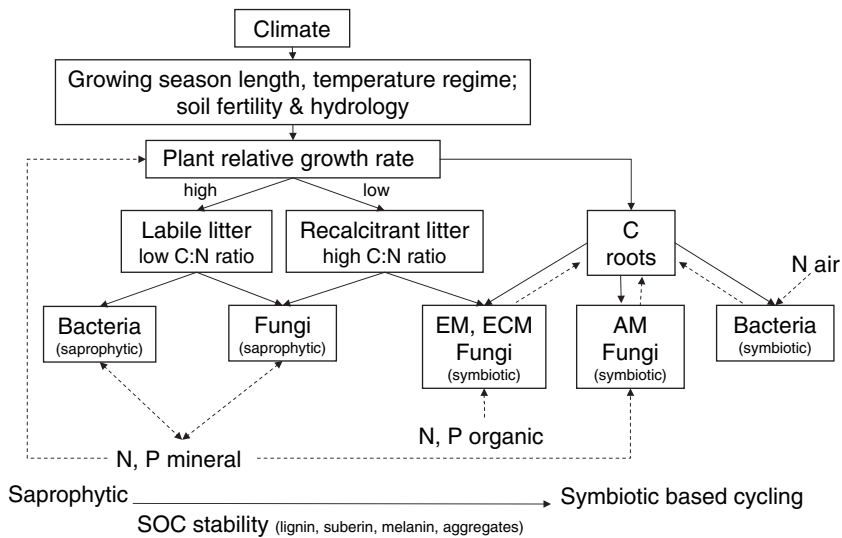 Climate
Growing season length, temperature regime;
soil fertility & hydrology
Plant relative growth rate
high
low
Labile litter
low C:N ratio
Recalcitrant litter
high C:N ratio
C
roots
N air
Bacteria
(saprophytic)
Fungi
(saprophytic)
EM, ECM
Fungi
(symbiotic)
AM
Fungi
(symbiotic)
Bacteria
(symbiotic)
N, P organic
N, P mineral
Saprophytic
Symbiotic based cycling
SOC stability (lignin, suberin, melanin, aggregates)